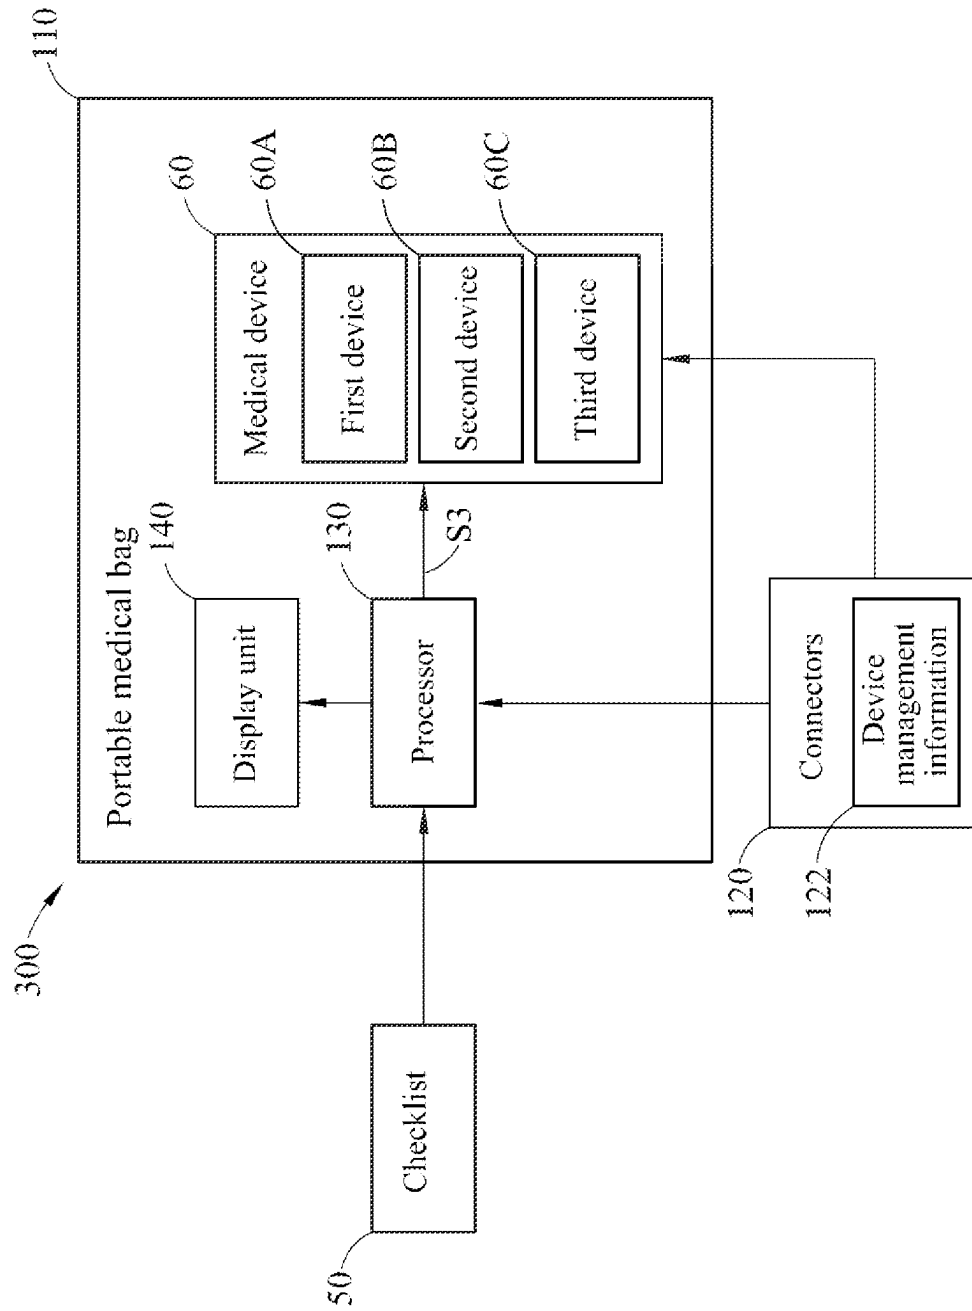 300
110
Portable medical bag
140
Display unit
60
Medical device
60A
First device
130
Processor
S3
60B
Second device
60C
Third device
50
Checklist
120
Connectors
122
Device
management
information